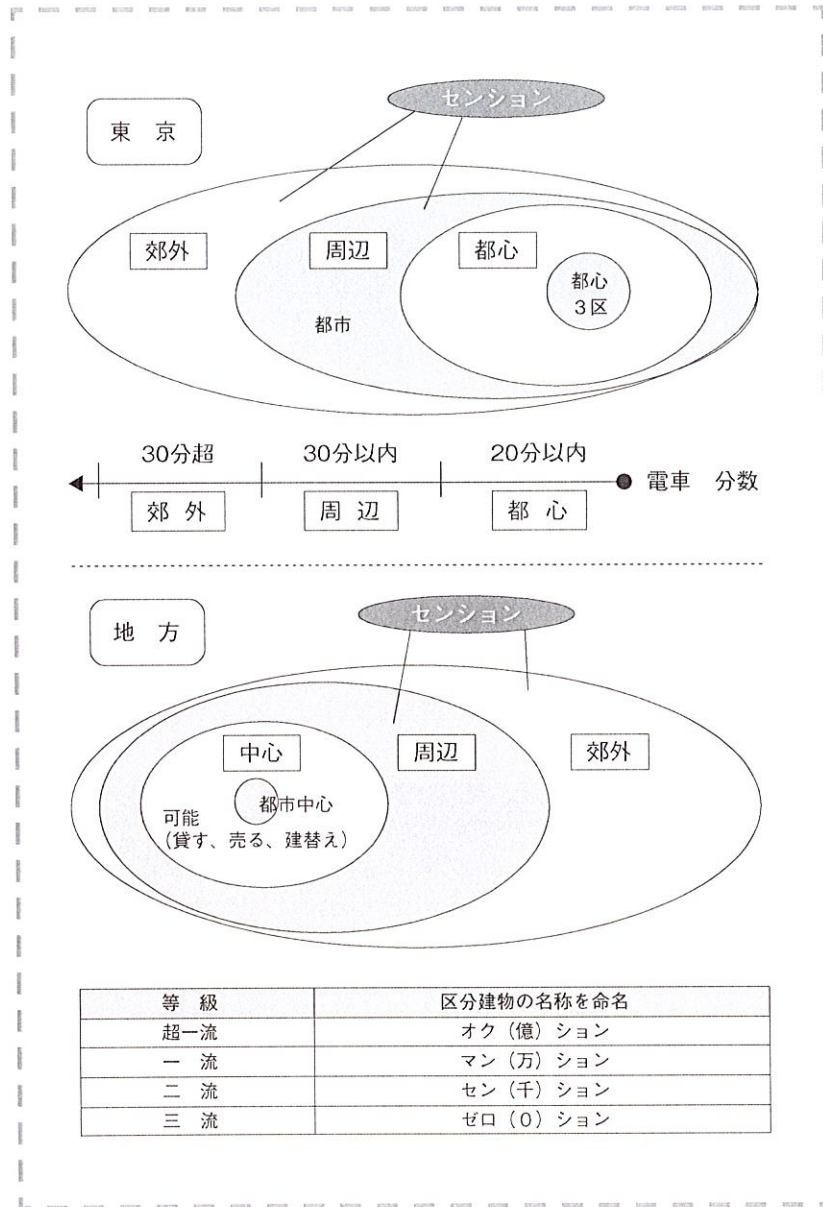 センション
東 京
郊外
周辺
都心
都心
3区
都市
30分超
30分以内
20分以内
電車 分数
郊 外
周 辺
都 心
センション
地 方
中心
周辺
郊外
都市中心
可能
(貸す、売る、建替え)
等 級 区分建物の名称を命名
超一流 オク(億)ション
一 流 マン(万)ション
二 流 セン(千)ション
三 流 ゼロ(0)ション